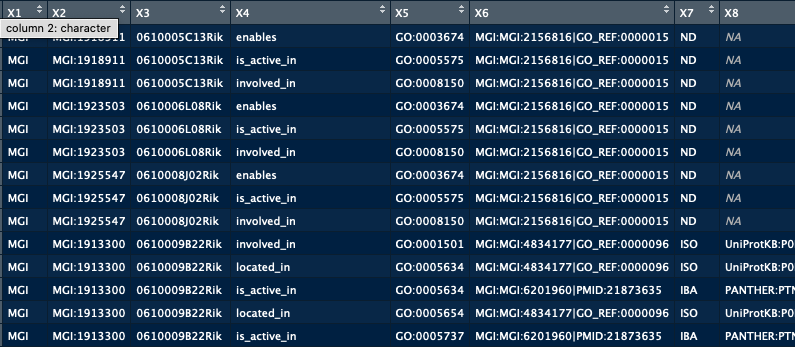 X1 X2 X3 X4 X5 X6 X7 X8
column 2: character
MGI MGI:1918911 0610005C13Rik enables GO:0003674 MGI:MGI:2156816|GO_REF:0000015 ND NA
MGI MGI:1918911 0610005C13Rik is_active_in GO:0005575 MGI:MGI:2156816|GO_REF:0000015 ND NA
MGI MGI:1918911 0610005C13Rik involved_in GO:0008150 MGI:MGI:2156816|GO_REF:0000015 ND NA
MGI MGI:1923503 0610006L08Rik enables GO:0003674 MGI:MGI:2156816|GO_REF:0000015 ND NA
MGI MGI:1923503 0610006L08Rik is_active_in GO:0005575 MGI:MGI:2156816|GO_REF:0000015 ND NA
MGI MGI:1923503 0610006L08Rik involved_in GO:0008150 MGI:MGI:2156816|GO_REF:0000015 ND NA
MGI MGI:1925547 0610008J02Rik enables GO:0003674 MGI:MGI:2156816|GO_REF:0000015 ND NA
MGI MGI:1925547 0610008J02Rik is_active_in GO:0005575 MGI:MGI:2156816|GO_REF:0000015 ND NA
MGI MGI:1925547 0610008J02Rik involved_in GO:0008150 MGI:MGI:2156816|GO_REF:0000015 ND NA
MGI MGI:1913300 0610009B22Rik involved_in GO:0001501 MGI:MGI:4834177|GO_REF:0000096 ISO UniProtKB:P0
MGI MGI:1913300 0610009B22Rik located_in GO:0005634 MGI:MGI:4834177|GO_REF:0000096 ISO UniProtKB:P0
MGI MGI:1913300 0610009B22Rik is_active_in GO:0005634 MGI:MGI:6201960|PMID:21873635 IBA PANTHER:PTN
MGI MGI:1913300 0610009B22Rik located_in GO:0005654 MGI:MGI:4834177|GO_REF:0000096 ISO UniProtKB:P0
MGI MGI:1913300 0610009B22Rik is_active_in GO:0005737 MGI:MGI:6201960|PMID:21873635 IBA PANTHER:PTN